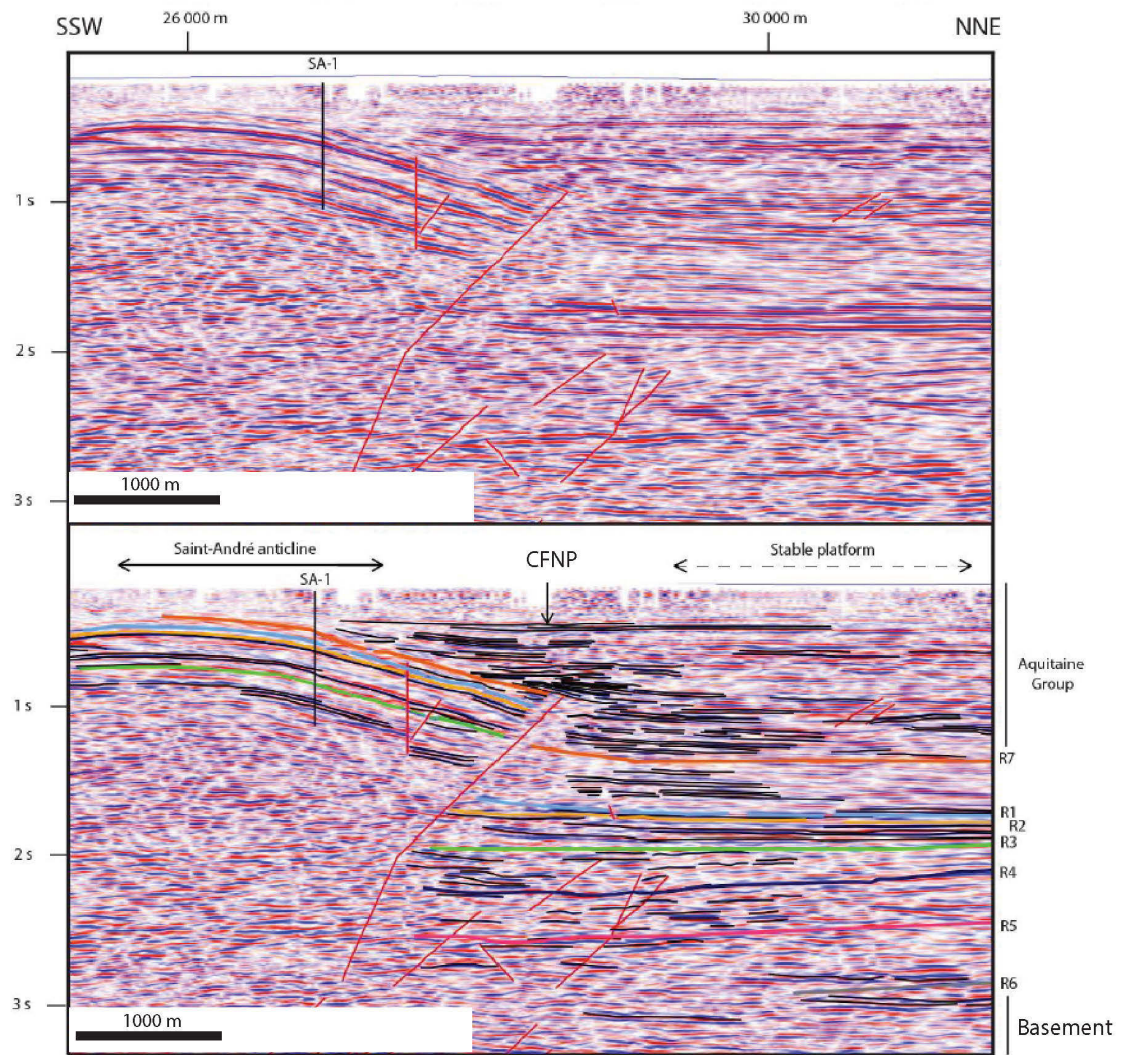 SSW
26 000 m
30 000 m
NNE
SA-1
1 s
2 s
1000 m
3 s
Saint-André anticline
CFNP
Stable platform
SA-1
Aquitaine
Group
1 s
R7
R1
R2
2 s
R3
R4
R5
R6
3 s
1000 m
Basement